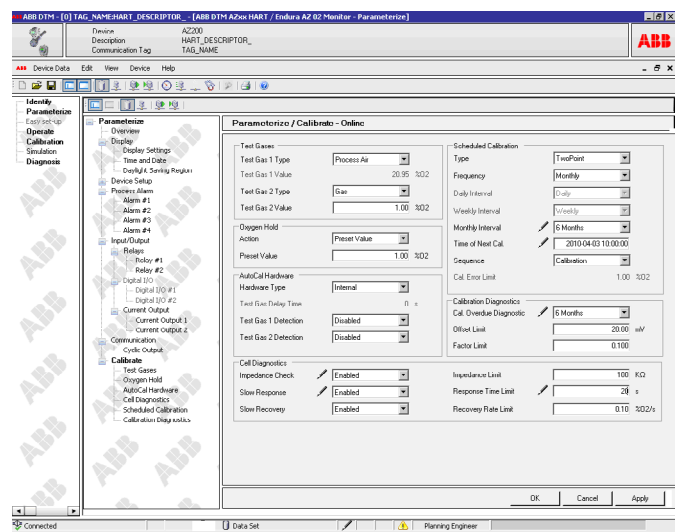 ABB DTM - [0] TAG_NAME:HART_DESCRIPTOR_ - [ABB DTM AZxx HART / Endura AZ 02 Monitor - Parameterize]
Device AZ200
Description HART_DESCRIPTOR_
Communication Tag TAG_NAME
ABB
ABB Device Data Edit View Device Help
Identify
Parameterize
Easy set-up
Operate
Calibration
Simulation
Diagnosis
Parameterize
Overview
Display
Display Settings
Time and Date
Daylight Saving Region
Device Setup
Process Alarm
Alarm #1
Alarm #2
Alarm #3
Alarm #4
Input/Output
Relays
Relay #1
Relay #2
Digital I/O
Digital I/O #1
Digital I/O #2
Current Output
Current Output 1
Current Output 2
Communication
Cyclic Output
Calibrate
Test Gases
Oxygen Hold
AutoCal Hardware
Cell Diagnostics
Scheduled Calibration
Calibration Diagnostics
Parameterize / Calibrate - Online
Test Gases
Test Gas 1 Type Process Air
Test Gas 1 Value 20.95 %O2
Test Gas 2 Type Gas
Test Gas 2 Value 1.00 %O2
Oxygen Hold
Action Preset Value
Preset Value 1.00 %O2
AutoCal Hardware
Hardware Type Internal
Test Gas Delay Time 0 s
Test Gas 1 Detection Disabled
Test Gas 2 Detection Disabled
Scheduled Calibration
Type TwoPoint
Frequency Monthly
Daily Interval Daily
Weekly Interval Weekly
Monthly Interval 6 Months
Time of Next Cal. 2010-04-03 10:00:00
Sequence Calibration
Cal. Error Limit 1.00 %O2
Calibration Diagnostics
Cal. Overdue Diagnostic 6 Months
Offset Limit 20.00 mV
Factor Limit 0.100
Cell Diagnostics
Impedance Check Enabled Impedance Limit 100 KΩ
Slow Response Enabled Response Time Limit 20 s
Slow Recovery Enabled Recovery Rate Limit 0.10 %O2/s
OK Cancel Apply
Connected Data Set Planning Engineer